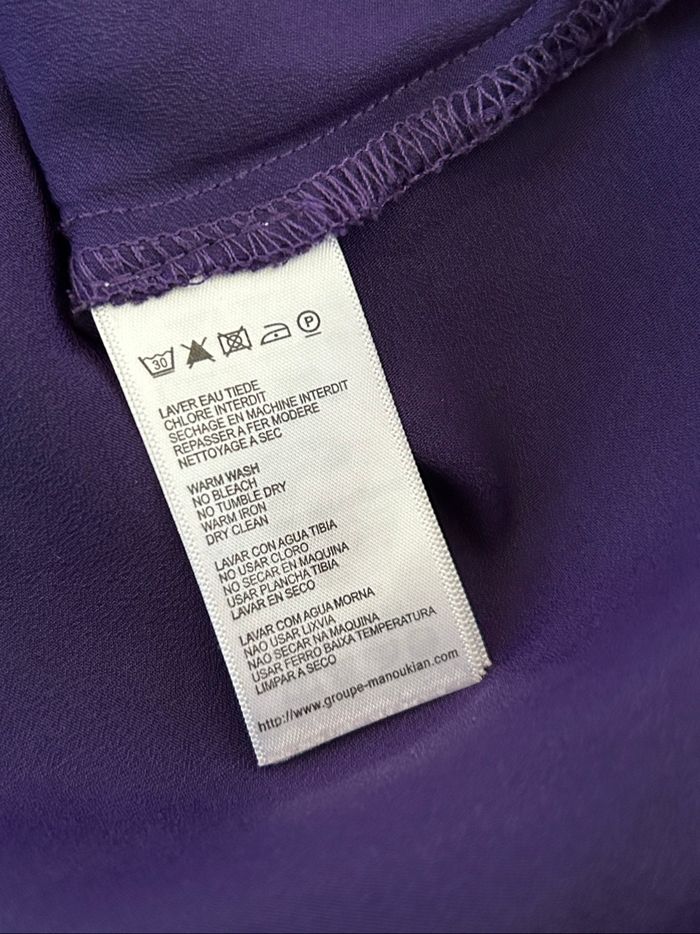 30 P
LAVER EAU TIEDE
CHLORE INTERDIT
SECHAGE EN MACHINE INTERDIT
REPASSER A FER MODERE
NETTOYAGE A SEC
WARM WASH
NO BLEACH
NO TUMBLE DRY
WARM IRON
DRY CLEAN
LAVAR CON AGUA TIBIA
NO USAR CLORO
NO SECAR EN MAQUINA
USAR PLANCHA TIBIA
LAVAR EN SECO
LAVAR COM AGUA MORNA
NAO USAR LIXVIA
NAO SECAR NA MAQUINA
USAR FERRO BAIXA TEMPERATURA
LIMPAR A SECO
http://www.groupe-manoukian.com